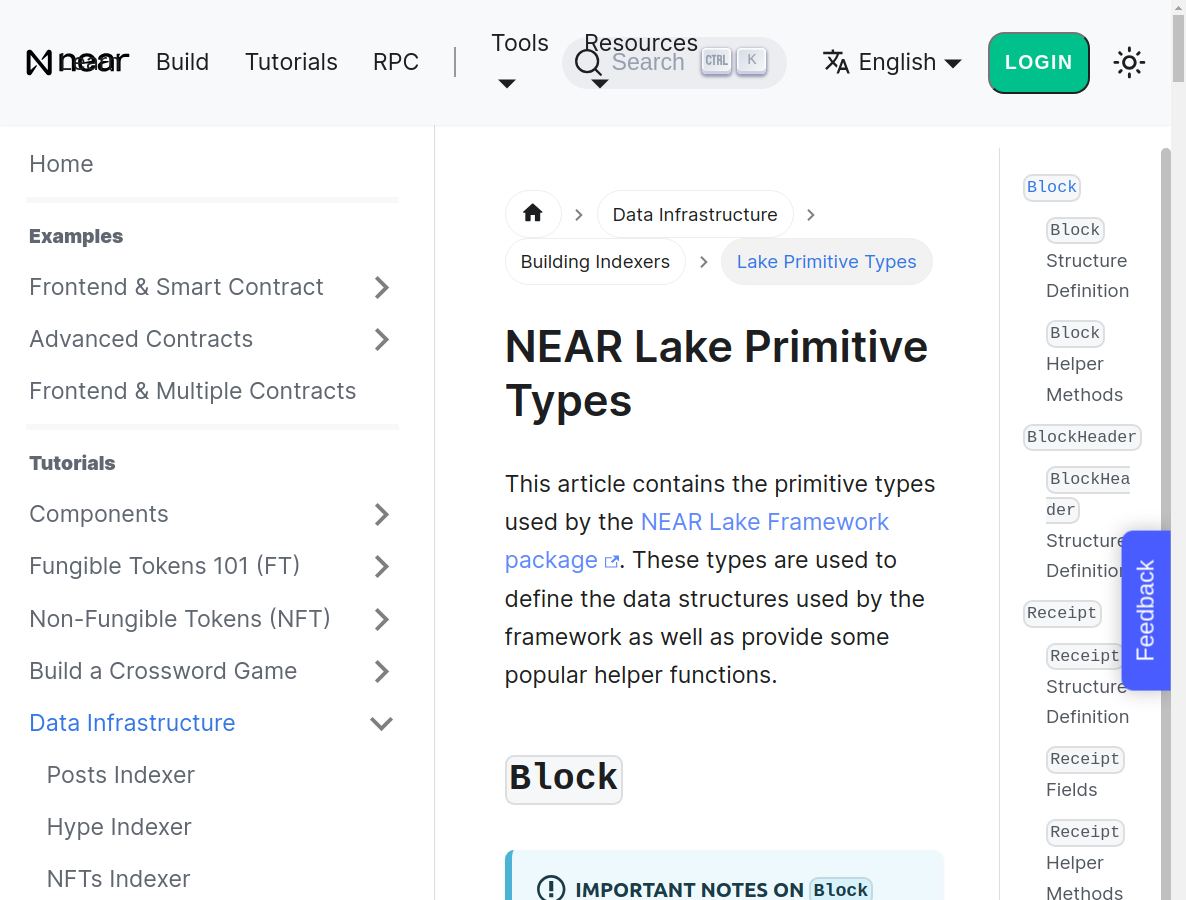 near
Learn
Build
Tutorials
RPC
Tools
Resources
Search
CTRL
K
English
LOGIN
Home
Examples
Frontend & Smart Contract
Advanced Contracts
Frontend & Multiple Contracts
Tutorials
Components
Fungible Tokens 101 (FT)
Non-Fungible Tokens (NFT)
Build a Crossword Game
Data Infrastructure
Posts Indexer
Hype Indexer
NFTs Indexer
Data Infrastructure
Building Indexers
Lake Primitive Types
NEAR Lake Primitive
Types
This article contains the primitive types
used by the NEAR Lake Framework
package. These types are used to
define the data structures used by the
framework as well as provide some
popular helper functions.
Block
IMPORTANT NOTES ON Block
Block
Block
Structure
Definition
Block
Helper
Methods
BlockHeader
BlockHea
der
Structure
Definition
Receipt
Receipt
Structure
Definition
Receipt
Fields
Receipt
Helper
Methods
Feedback